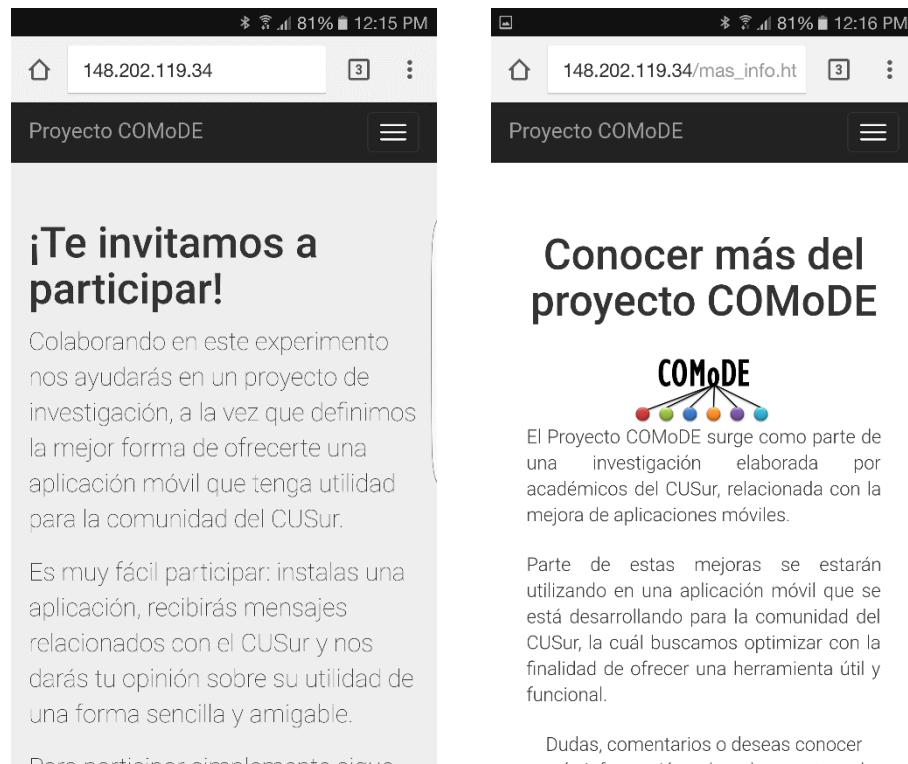 81% 12:15 PM
148.202.119.34
3
Proyecto COMoDE
¡Te invitamos a
participar!
Colaborando en este experimento
nos ayudarás en un proyecto de
investigación, a la vez que definimos
la mejor forma de ofrecerte una
aplicación móvil que tenga utilidad
para la comunidad del CUSur.
Es muy fácil participar: instalas una
aplicación, recibirás mensajes
relacionados con el CUSur y nos
darás tu opinión sobre su utilidad de
una forma sencilla y amigable.
Para participar simplemente sigue
81% 12:16 PM
148.202.119.34/mas_info.ht
3
Proyecto COMoDE
Conocer más del
proyecto COMoDE
COMoDE
El Proyecto COMoDE surge como parte de
una investigación elaborada por
académicos del CUSur, relacionada con la
mejora de aplicaciones móviles.
Parte de estas mejoras se estarán
utilizando en una aplicación móvil que se
está desarrollando para la comunidad del
CUSur, la cuál buscamos optimizar con la
finalidad de ofrecer una herramienta útil y
funcional.
Dudas, comentarios o deseas conocer